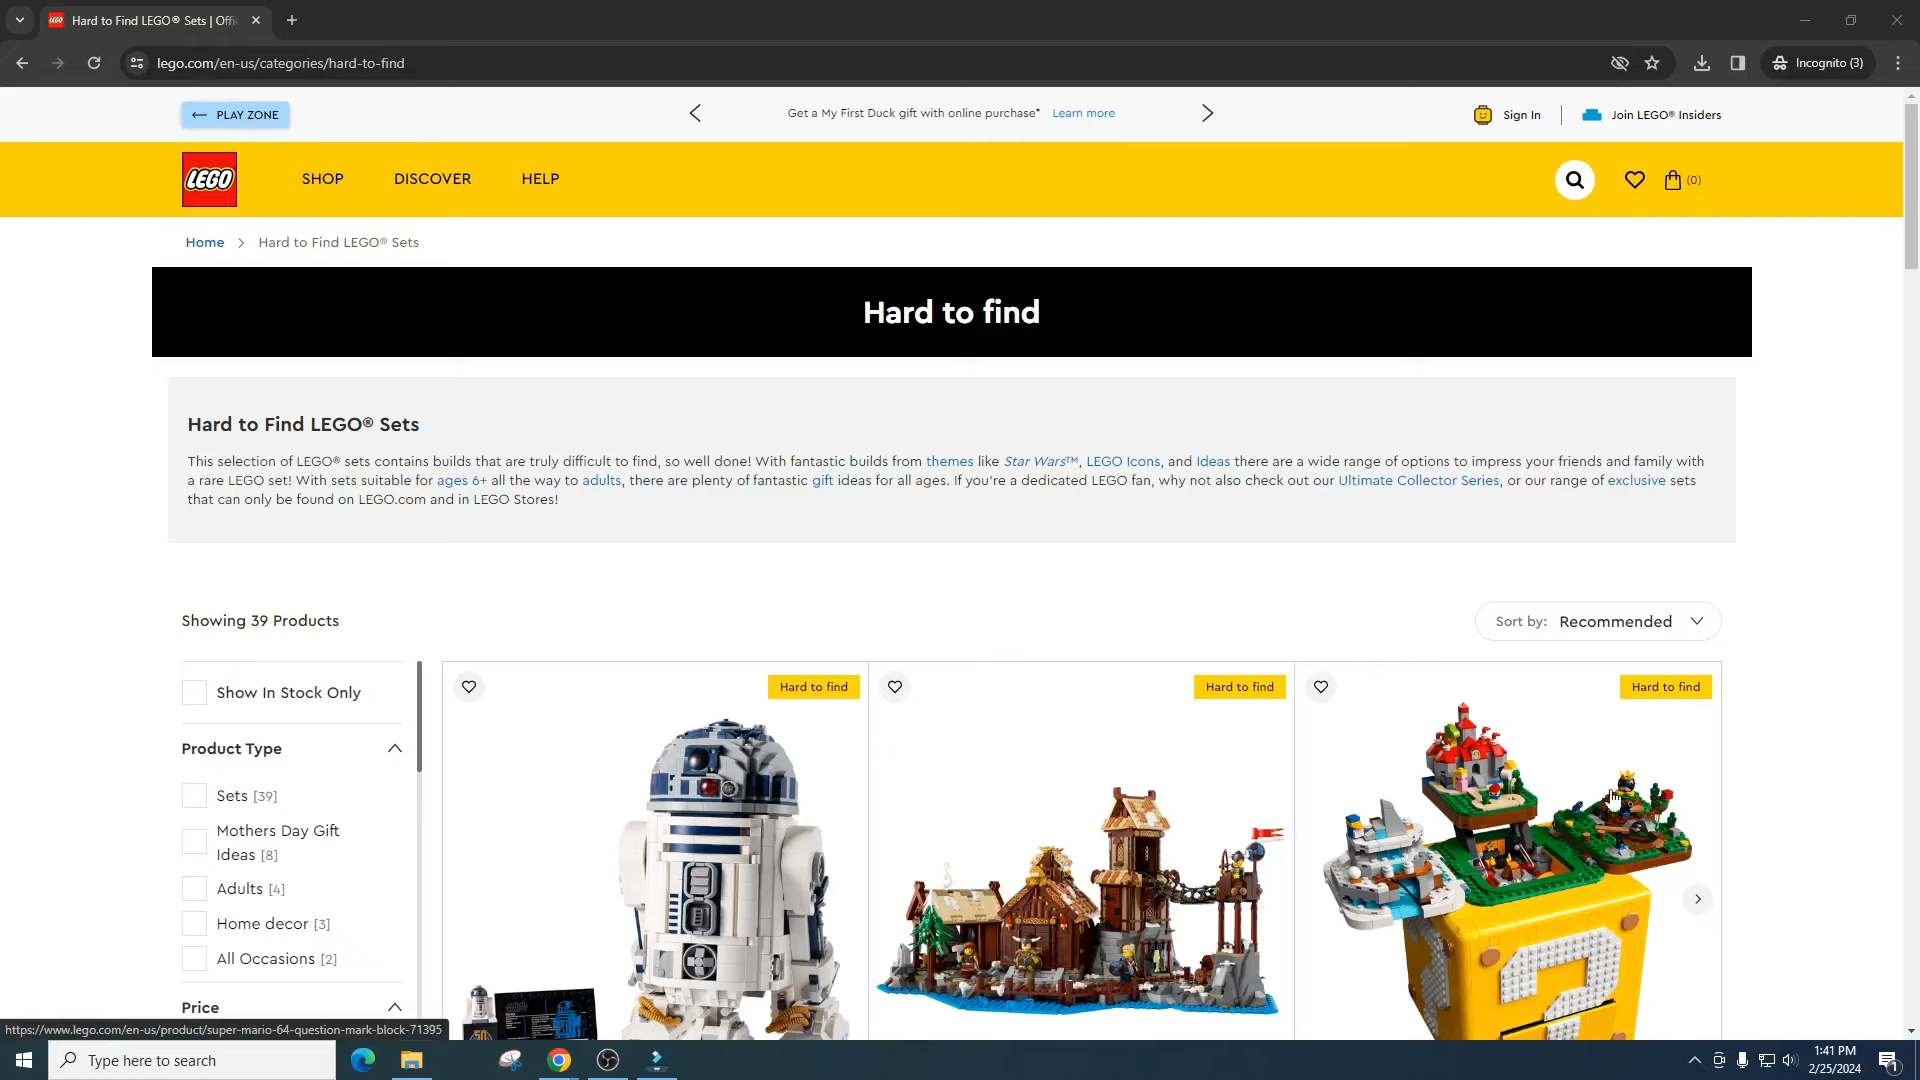 Hard to Find LEGO® Sets | Offi
lego.com/en-us/categories/hard-to-find
Incognito (3)
PLAY ZONE
Get a My First Duck gift with online purchase* Learn more
Sign In
Join LEGO® Insiders
LEGO
SHOP
DISCOVER
HELP
(0)
Home
Hard to Find LEGO® Sets
Hard to find
Hard to Find LEGO® Sets
This selection of LEGO® sets contains builds that are truly difficult to find, so well done! With fantastic builds from themes like Star Wars™, LEGO Icons, and Ideas there are a wide range of options to impress your friends and family with
a rare LEGO set! With sets suitable for ages 6+ all the way to adults, there are plenty of fantastic gift ideas for all ages. If you're a dedicated LEGO fan, why not also check out our Ultimate Collector Series, or our range of exclusive sets
that can only be found on LEGO.com and in LEGO Stores!
Showing 39 Products
Sort by: Recommended
Show In Stock Only
Product Type
Sets [39]
Mothers Day Gift
Ideas [8]
Adults [4]
Home decor [3]
All Occasions [2]
Price
Hard to find
Hard to find
Hard to find
https://www.lego.com/en-us/product/super-mario-64-question-mark-block-71395
Type here to search
1:41 PM
2/25/2024
1